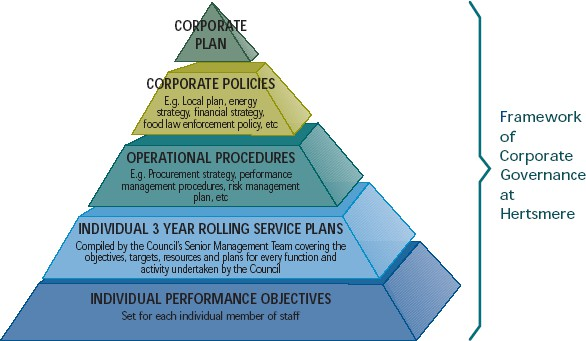 CORPORATE
PLAN
CORPORATE POLICIES
E.g. Local plan, energy
strategy, financial strategy,
food law enforcement policy, etc
OPERATIONAL PROCEDURES
E.g. Procurement strategy, performance
management procedures, risk management
plan, etc
INDIVIDUAL 3 YEAR ROLLING SERVICE PLANS
Compiled by the Council's Senior Management Team covering the
objectives, targets, resources and plans for every function and
activity undertaken by the Council
INDIVIDUAL PERFORMANCE OBJECTIVES
Set for each individual member of staff
Framework
of
Corporate
Governance
at
Hertsmere